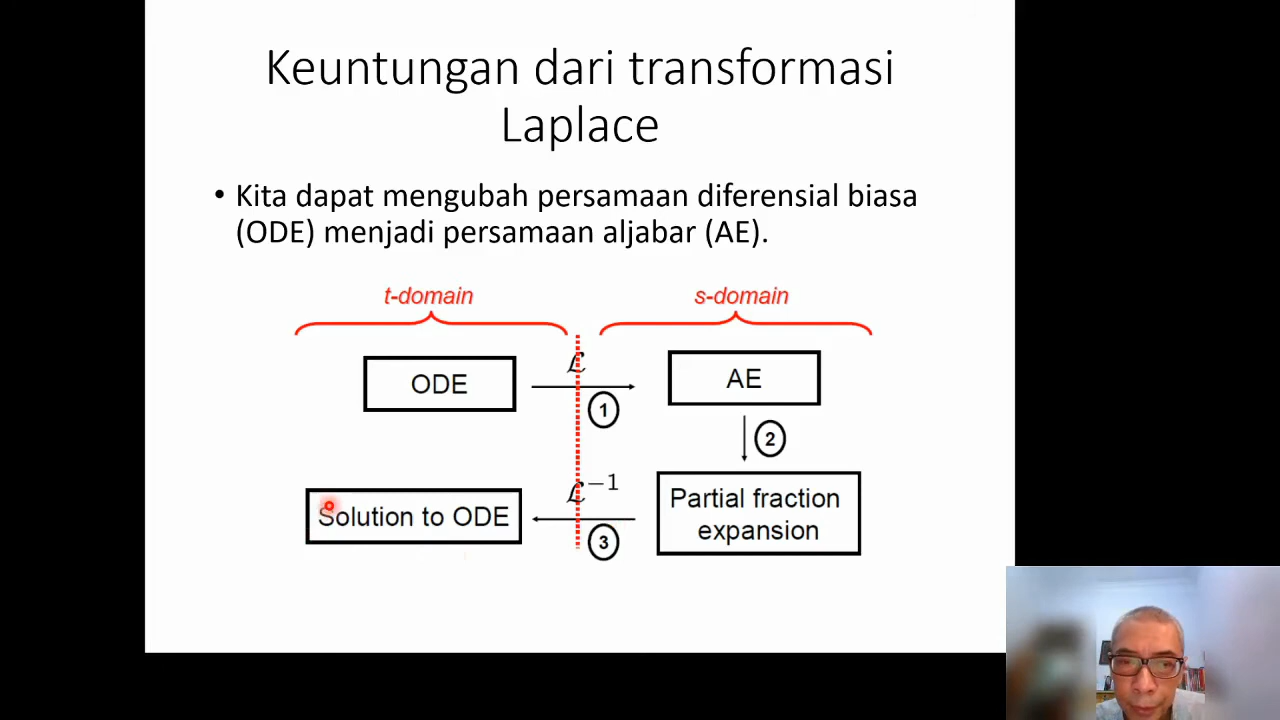 Keuntungan dari transformasi
Laplace
• Kita dapat mengubah persamaan diferensial biasa
(ODE) menjadi persamaan aljabar (AE).
t-domain
s-domain
ODE
ℒ
1
AE
2
Solution to ODE
ℒ⁻¹
3
Partial fraction
expansion